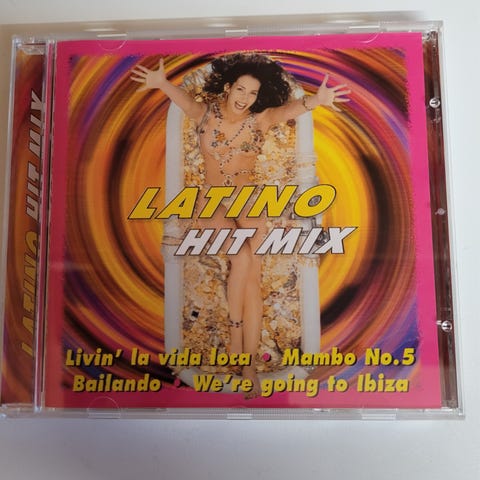 LATINO HIT MIX
LATINO
HIT MIX
Livin' la vida loca • Mambo No.5
Bailando • We're going to Ibiza